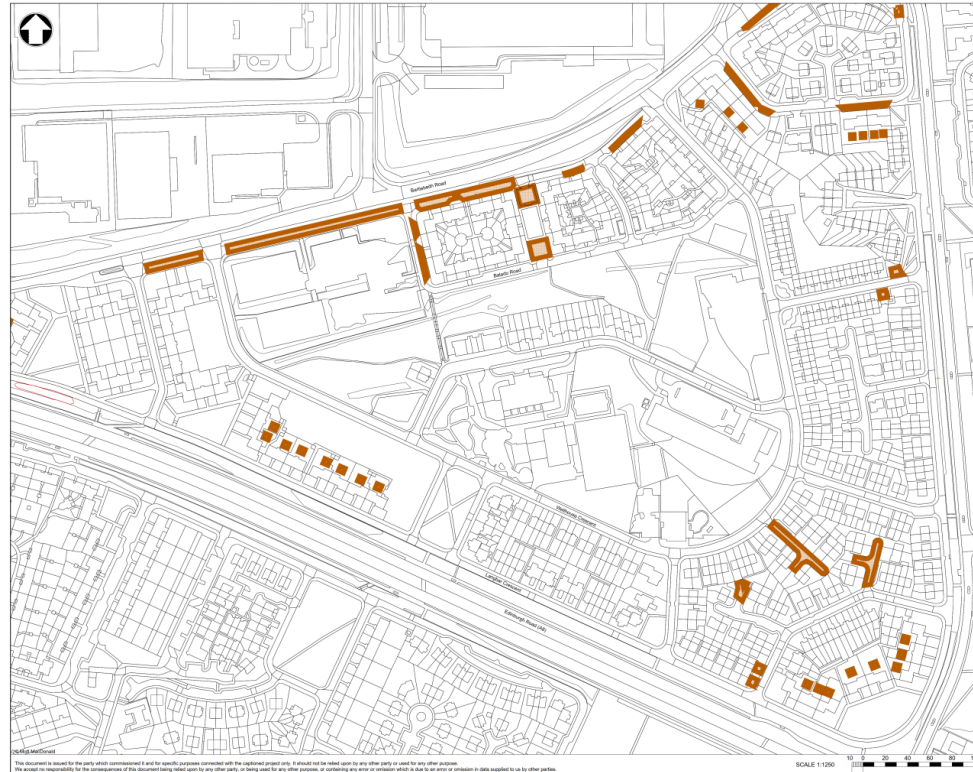 Bartiebeith Road
Balado Road
Wellhouse Crescent
Langbar Crescent
Edinburgh Road (A8)
© Mott MacDonald
This document is issued for the party which commissioned it and for specific purposes connected with the captioned project only. It should not be relied upon by any other party or used for any other purpose.
We accept no responsibility for the consequences of this document being relied upon by any other party, or being used for any other purpose, or containing any error or omission which is due to an error or omission in data supplied to us by other parties.
SCALE 1:1250
10 0 20 40 60 80